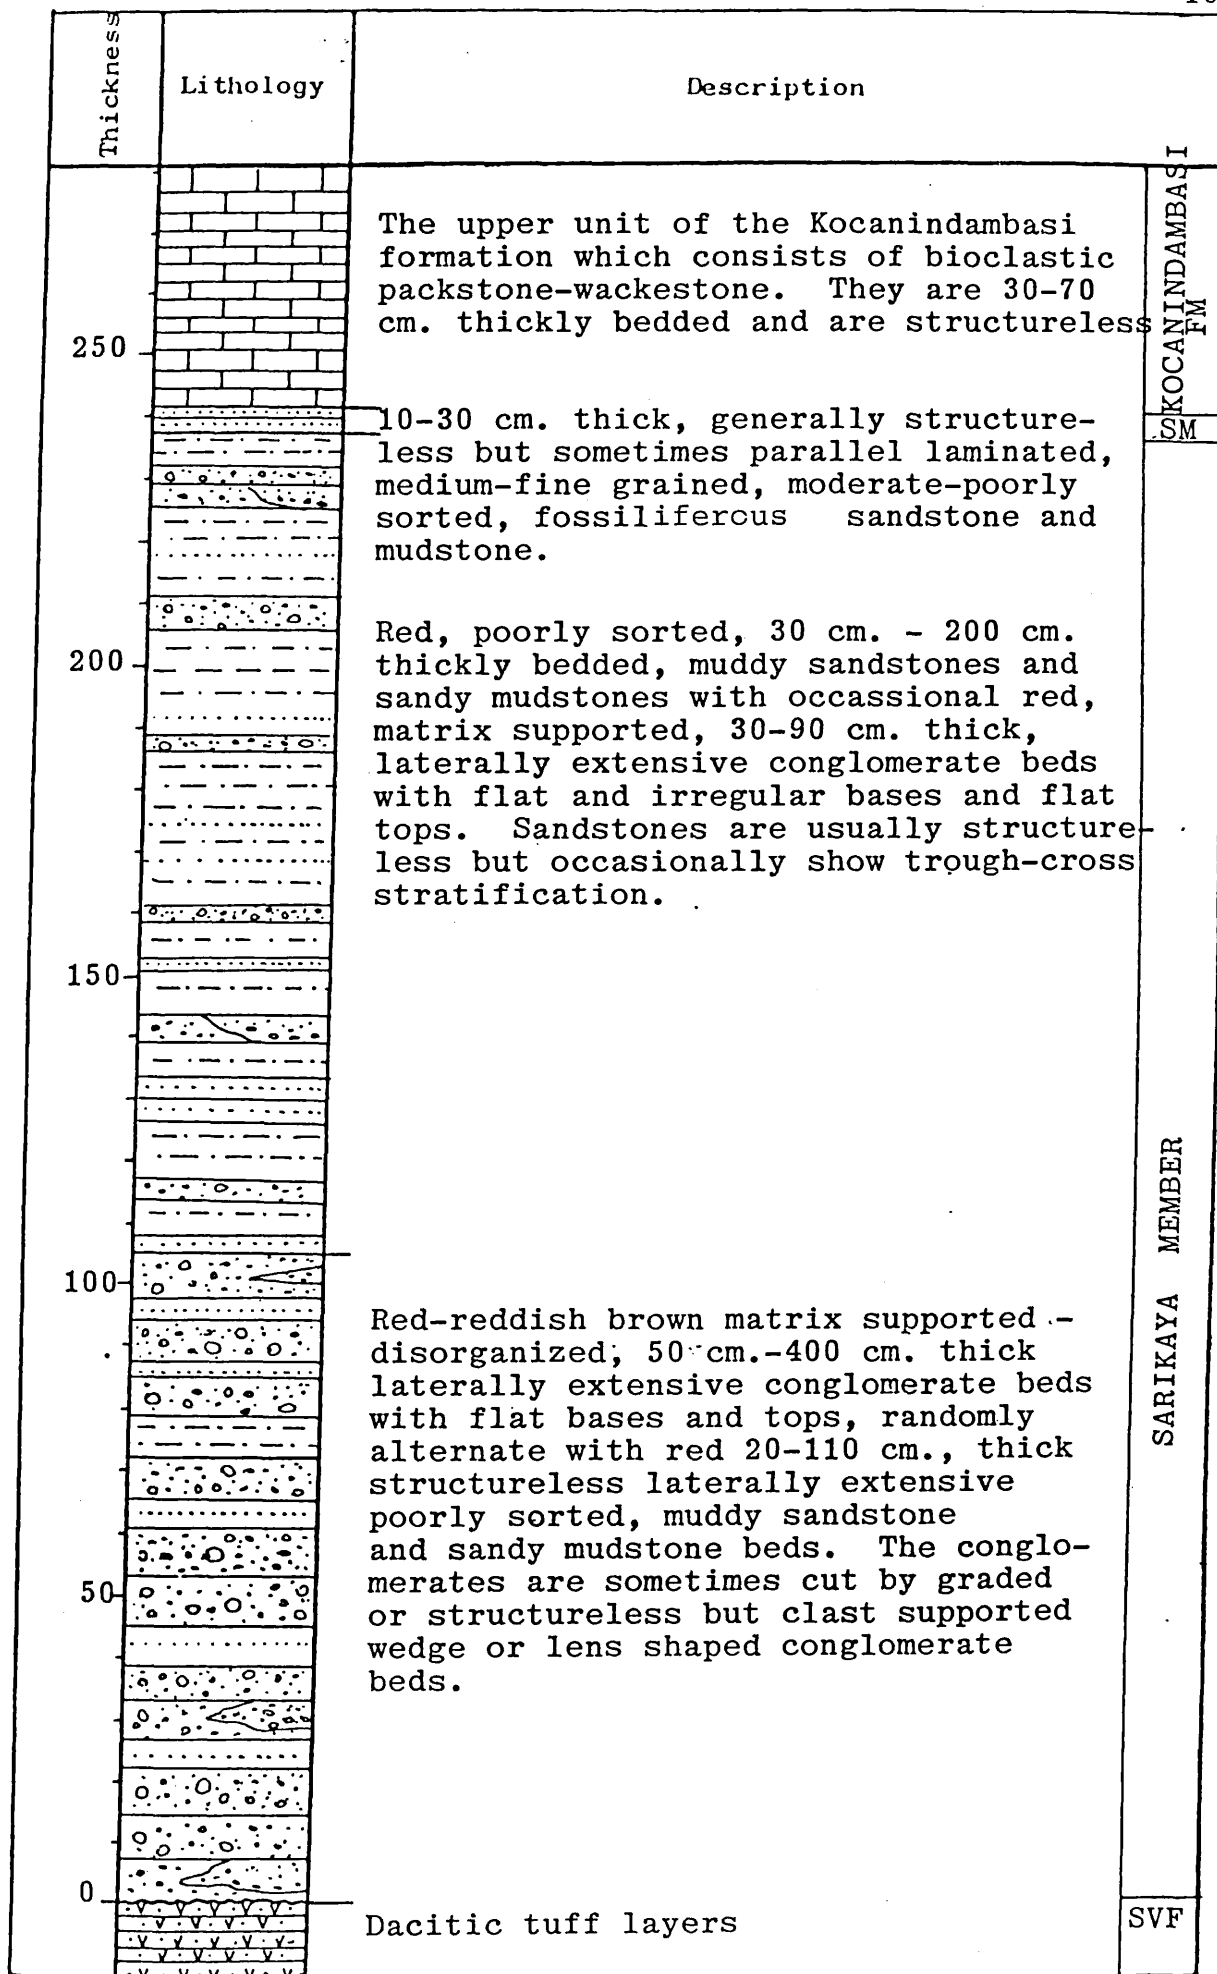 Thickness
Lithology
Description
The upper unit of the Kocanindambasi
formation which consists of bioclastic
packstone-wackestone. They are 30-70
cm. thickly bedded and are structureless
KOCANINDAMBASI
FM
250
10-30 cm. thick, generally structure-
less but sometimes parallel laminated,
medium-fine grained, moderate-poorly
sorted, fossiliferous sandstone and
mudstone.
SM
200
Red, poorly sorted, 30 cm. - 200 cm.
thickly bedded, muddy sandstones and
sandy mudstones with occassional red,
matrix supported, 30-90 cm. thick,
laterally extensive conglomerate beds
with flat and irregular bases and flat
tops. Sandstones are usually structure-
less but occasionally show trough-cross
stratification.
150
SARIKAYA MEMBER
100
Red-reddish brown matrix supported -
disorganized, 50 cm.-400 cm. thick
laterally extensive conglomerate beds
with flat bases and tops, randomly
alternate with red 20-110 cm., thick
structureless laterally extensive
poorly sorted, muddy sandstone
and sandy mudstone beds. The conglo-
merates are sometimes cut by graded
or structureless but clast supported
wedge or lens shaped conglomerate
beds.
50
0
Dacitic tuff layers
SVF